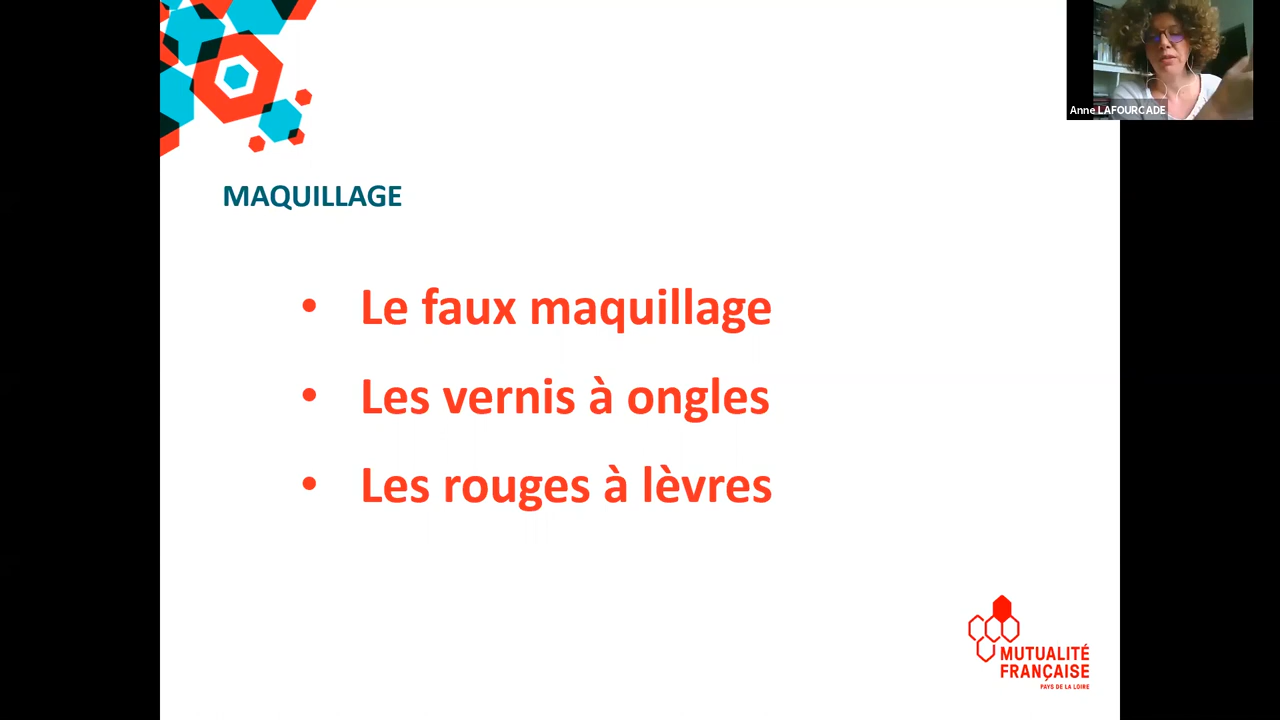 Anne LAFOURCADE
MAQUILLAGE
• Le faux maquillage
• Les vernis à ongles
• Les rouges à lèvres
MUTUALITÉ
FRANÇAISE
PAYS DE LA LOIRE